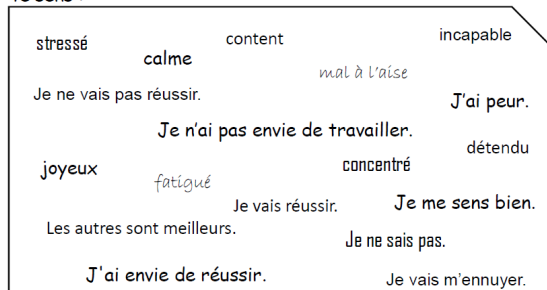 stressé
content
incapable
calme
mal à l'aise
Je ne vais pas réussir.
J'ai peur.
Je n'ai pas envie de travailler.
détendu
joyeux
concentré
fatigué
Je vais réussir.
Je me sens bien.
Les autres sont meilleurs.
Je ne sais pas.
J'ai envie de réussir.
Je vais m'ennuyer.